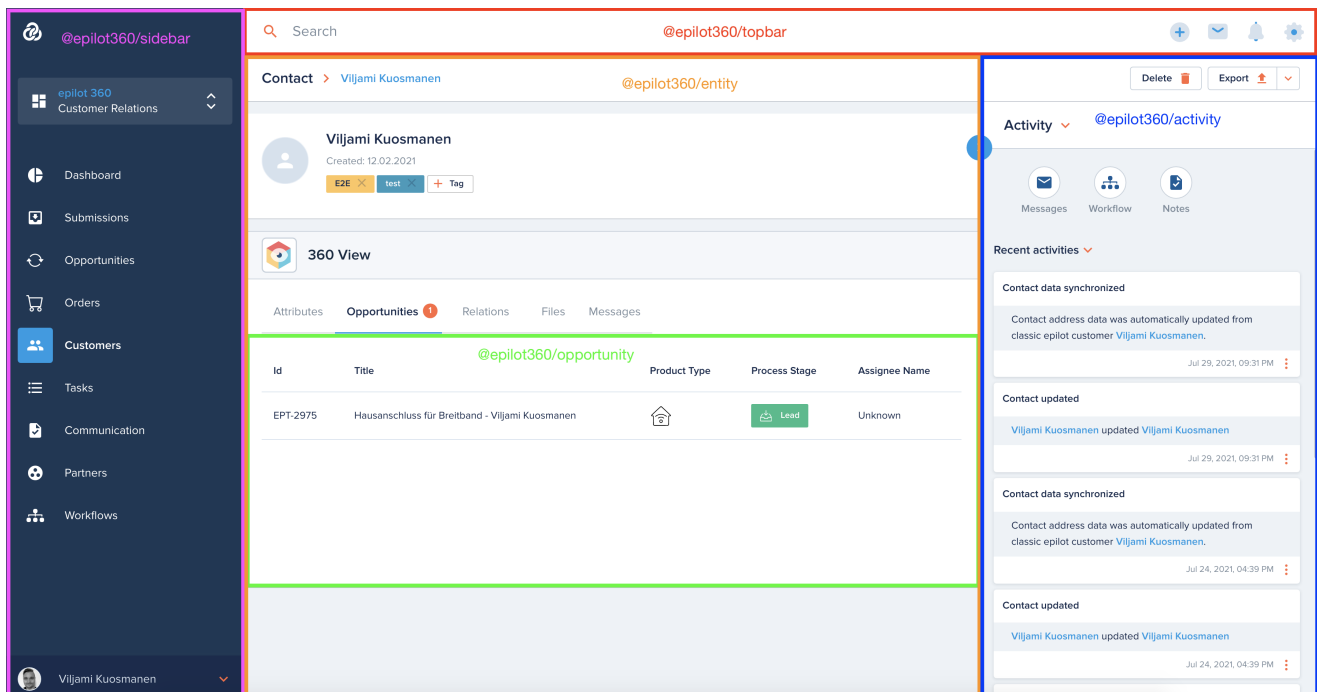 @epilot360/sidebar
epilot 360
Customer Relations
Dashboard
Submissions
Opportunities
Orders
Customers
Tasks
Communication
Partners
Workflows
Viljami Kuosmanen
Search
@epilot360/topbar
Contact > Viljami Kuosmanen
@epilot360/entity
Viljami Kuosmanen
Created: 12.02.2021
E2E
test
+ Tag
360 View
Attributes
Opportunities 1
Relations
Files
Messages
@epilot360/opportunity
Id Title Product Type Process Stage Assignee Name
EPT-2975 Hausanschluss für Breitband - Viljami Kuosmanen Lead Unknown
Delete
Export
Activity
@epilot360/activity
Messages
Workflow
Notes
Recent activities
Contact data synchronized
Contact address data was automatically updated from
classic epilot customer Viljami Kuosmanen.
Jul 29, 2021, 09:31 PM
Contact updated
Viljami Kuosmanen updated Viljami Kuosmanen
Jul 29, 2021, 09:31 PM
Contact data synchronized
Contact address data was automatically updated from
classic epilot customer Viljami Kuosmanen.
Jul 24, 2021, 04:39 PM
Contact updated
Viljami Kuosmanen updated Viljami Kuosmanen
Jul 24, 2021, 04:39 PM